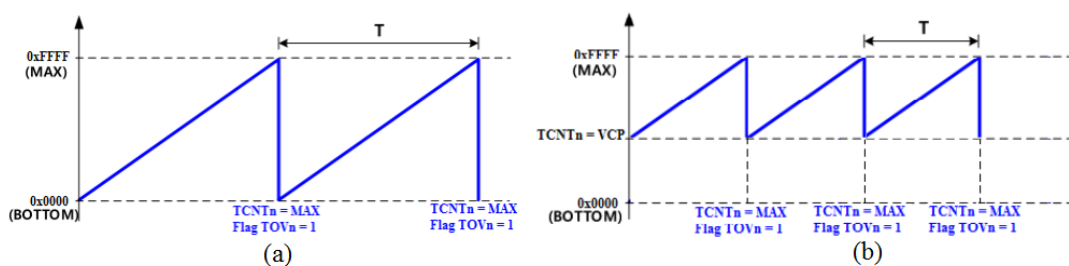 T
0xFFFF
(MAX)
0x0000
(BOTTOM)
TCNTn = MAX
Flag TOVn = 1
TCNTn = MAX
Flag TOVn = 1
(a)
T
0xFFFF
(MAX)
TCNTn = VCP
0x0000
(BOTTOM)
TCNTn = MAX
Flag TOVn = 1
TCNTn = MAX
Flag TOVn = 1
TCNTn = MAX
Flag TOVn = 1
(b)